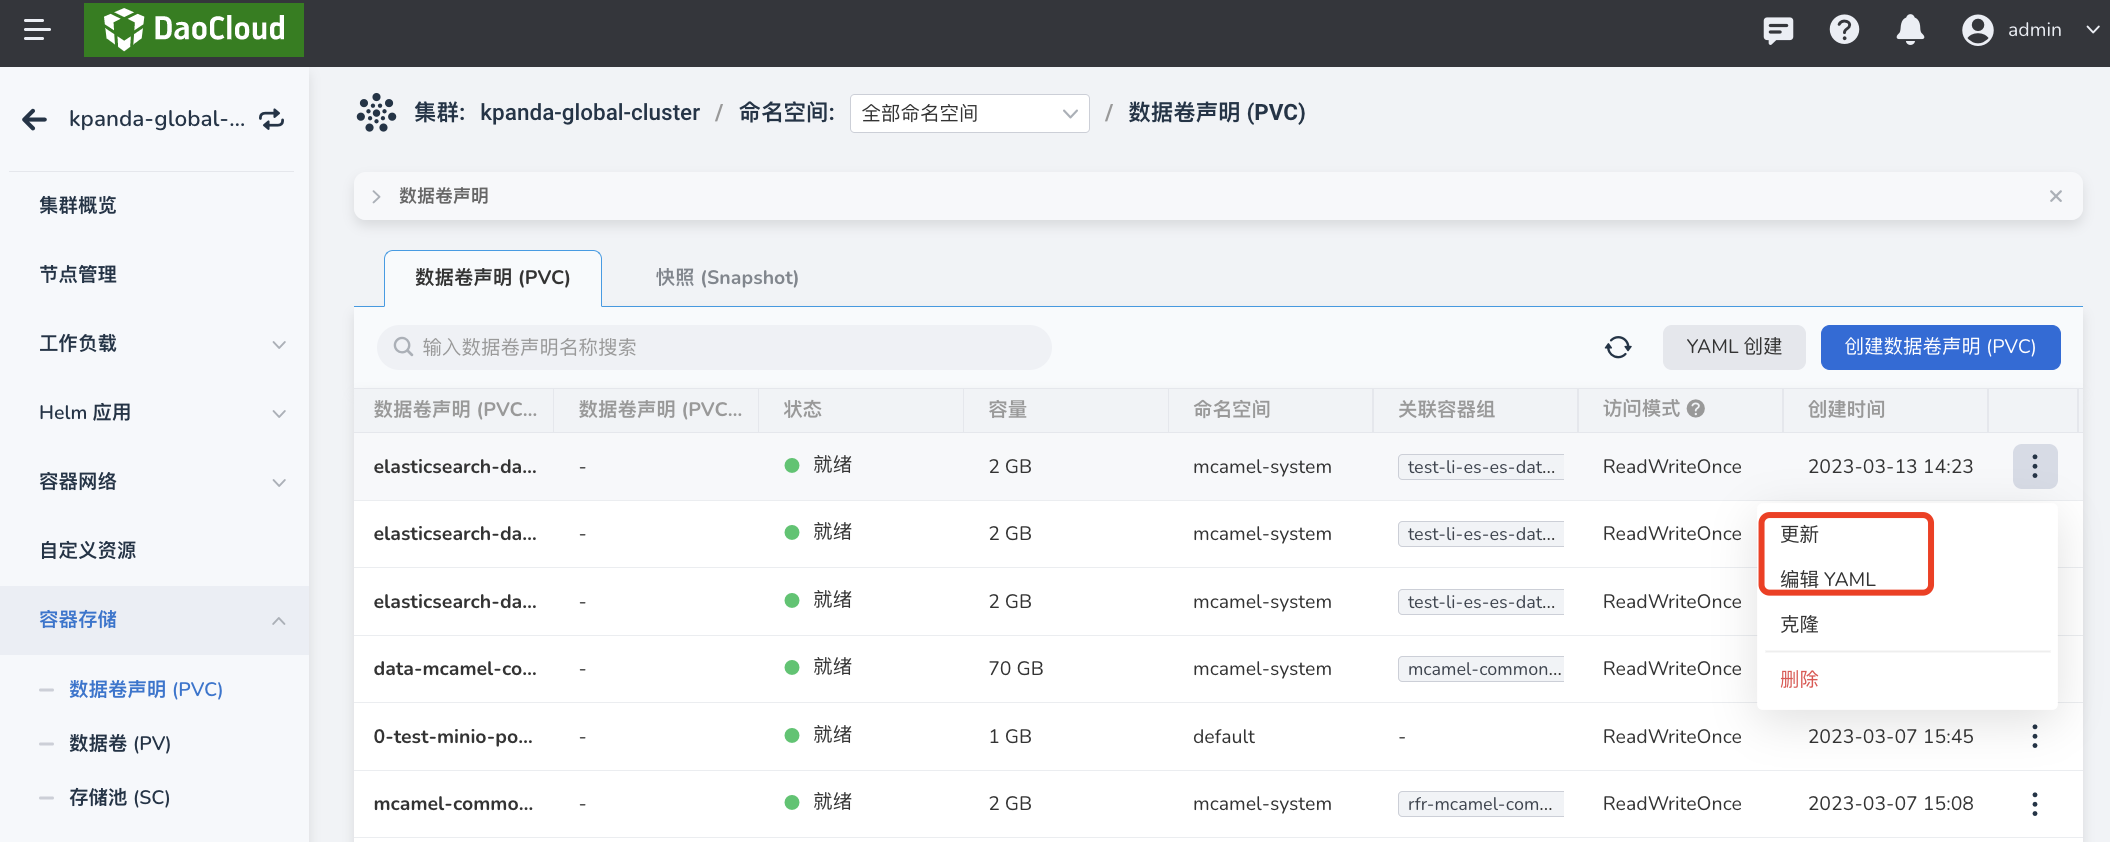 DaoCloud
admin
kpanda-global-...
集群: kpanda-global-cluster / 命名空间: 全部命名空间 / 数据卷声明 (PVC)
集群概览
节点管理
工作负载
Helm 应用
容器网络
自定义资源
容器存储
数据卷声明 (PVC)
数据卷 (PV)
存储池 (SC)
数据卷声明
数据卷声明 (PVC) 快照 (Snapshot)
输入数据卷声明名称搜索 YAML 创建 创建数据卷声明 (PVC)
数据卷声明 (PVC... 数据卷声明 (PVC... 状态 容量 命名空间 关联容器组 访问模式 创建时间
elasticsearch-da... - 就绪 2 GB mcamel-system test-li-es-es-dat... ReadWriteOnce 2023-03-13 14:23
elasticsearch-da... - 就绪 2 GB mcamel-system test-li-es-es-dat... ReadWriteOnce
elasticsearch-da... - 就绪 2 GB mcamel-system test-li-es-es-dat... ReadWriteOnce
data-mcamel-co... - 就绪 70 GB mcamel-system mcamel-common... ReadWriteOnce
0-test-minio-po... - 就绪 1 GB default - ReadWriteOnce 2023-03-07 15:45
mcamel-commo... - 就绪 2 GB mcamel-system rfr-mcamel-com... ReadWriteOnce 2023-03-07 15:08
更新
编辑 YAML
克隆
删除